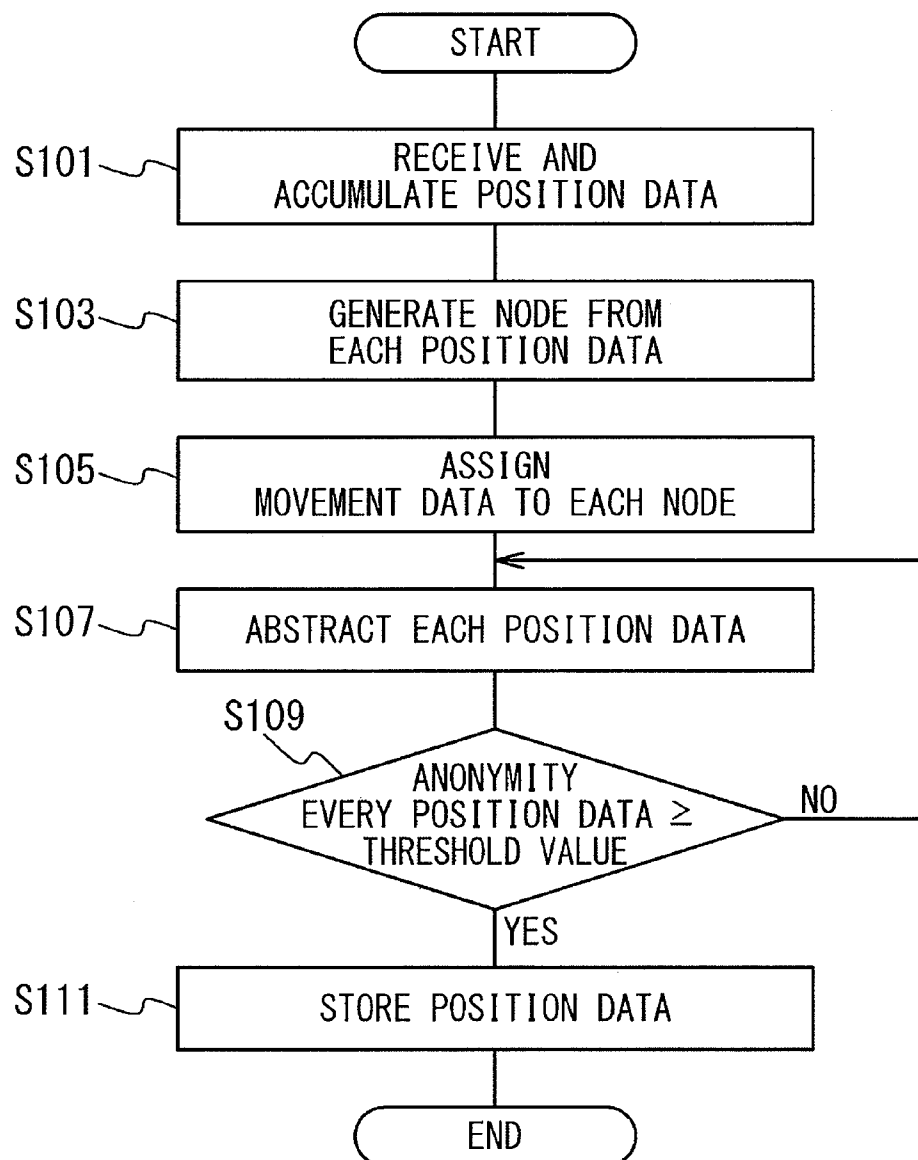 START
S101
RECEIVE AND
ACCUMULATE POSITION DATA
S103
GENERATE NODE FROM
EACH POSITION DATA
S105
ASSIGN
MOVEMENT DATA TO EACH NODE
S107
ABSTRACT EACH POSITION DATA
S109
ANONYMITY
EVERY POSITION DATA ≥
THRESHOLD VALUE
NO
YES
S111
STORE POSITION DATA
END